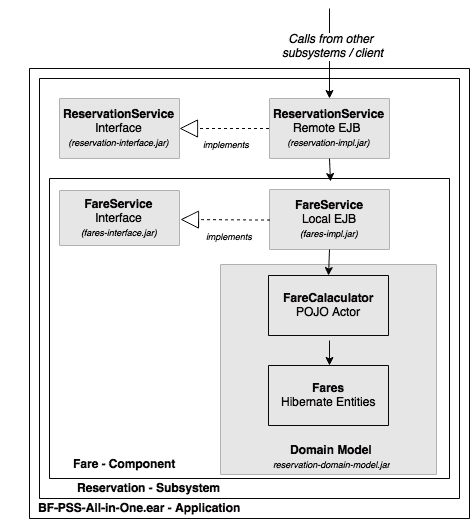 Calls from other
subsystems / client
ReservationService
Interface
(reservation-interface.jar)
implements
ReservationService
Remote EJB
(reservation-impl.jar)
FareService
Interface
(fares-interface.jar)
implements
FareService
Local EJB
(fares-impl.jar)
FareCalaculator
POJO Actor
Fares
Hibernate Entities
Domain Model
reservation-domain-model.jar
Fare - Component
Reservation - Subsystem
BF-PSS-All-in-One.ear - Application